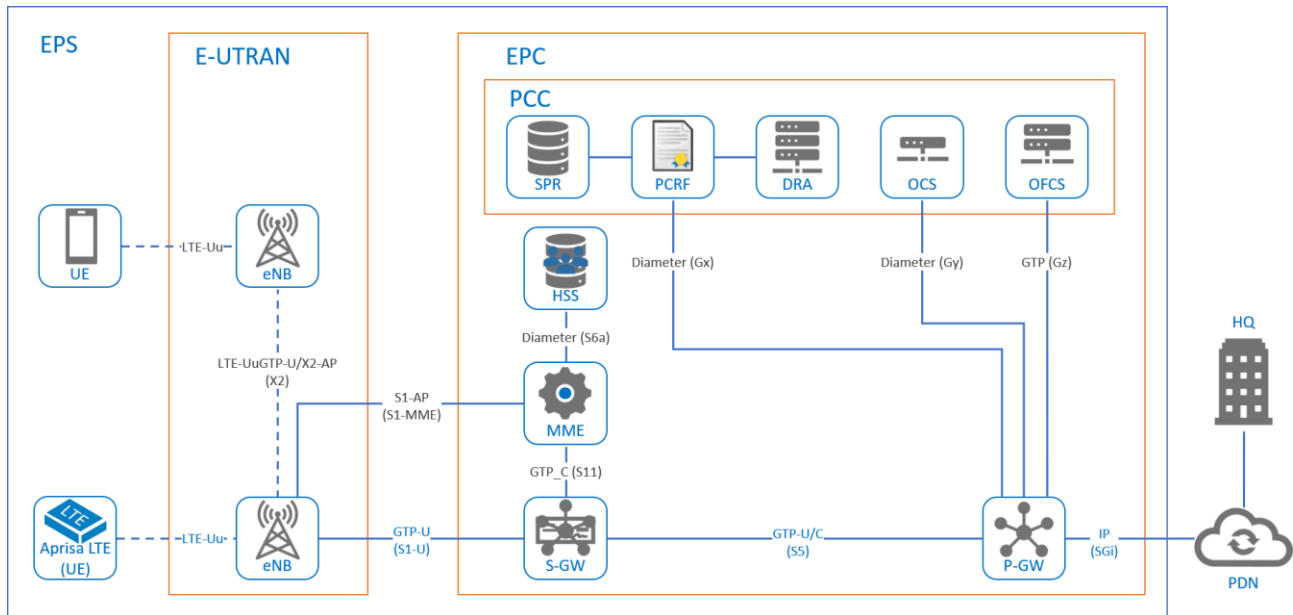 EPS
E-UTRAN
EPC
PCC
SPR
PCRF
DRA
OCS
OFCS
UE
LTE-Uu
eNB
HSS
Diameter (Gx)
Diameter (Gy)
GTP (Gz)
HQ
Diameter (S6a)
LTE-UuGTP-U/X2-AP
(X2)
S1-AP
(S1-MME)
MME
GTP_C (S11)
LTE
Aprisa LTE
(UE)
LTE-Uu
eNB
GTP-U
(S1-U)
S-GW
GTP-U/C
(S5)
P-GW
IP
(SGi)
PDN